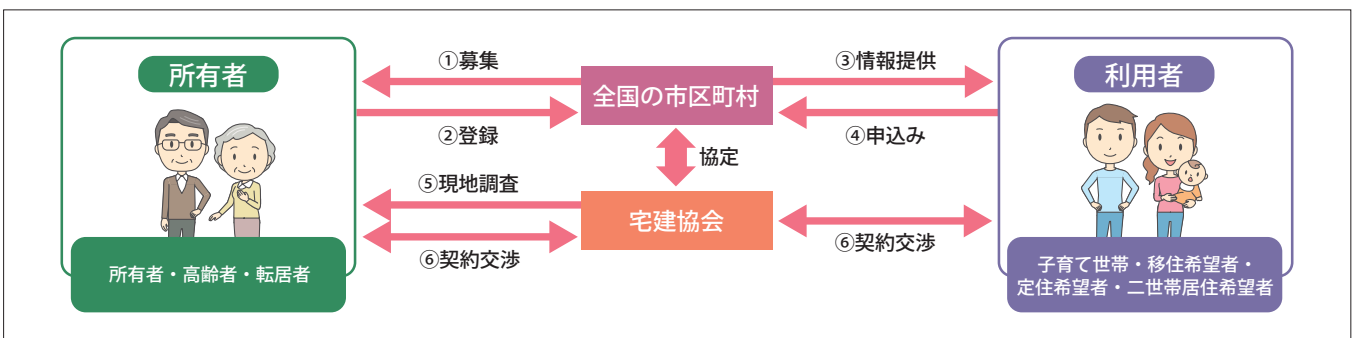 所有者
所有者・高齢者・転居者
①募集
②登録
全国の市区町村
協定
⑤現地調査
⑥契約交渉
宅建協会
③情報提供
④申込み
⑥契約交渉
利用者
子育て世帯・移住希望者・
定住希望者・二世帯居住希望者